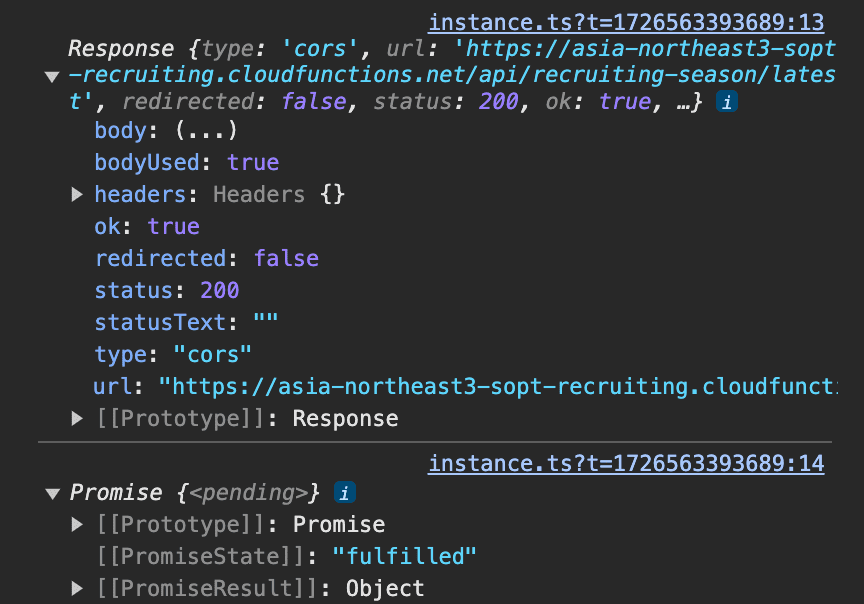 instance.ts?t=1726563393689:13
Response {type: 'cors', url: 'https://asia-northeast3-sopt
-recruiting.cloudfunctions.net/api/recruiting-season/lates
t', redirected: false, status: 200, ok: true, …} i
body: (...)
bodyUsed: true
headers: Headers {}
ok: true
redirected: false
status: 200
statusText: ""
type: "cors"
url: "https://asia-northeast3-sopt-recruiting.cloudfunct
[[Prototype]]: Response
instance.ts?t=1726563393689:14
Promise {<pending>} i
[[Prototype]]: Promise
[[PromiseState]]: "fulfilled"
[[PromiseResult]]: Object